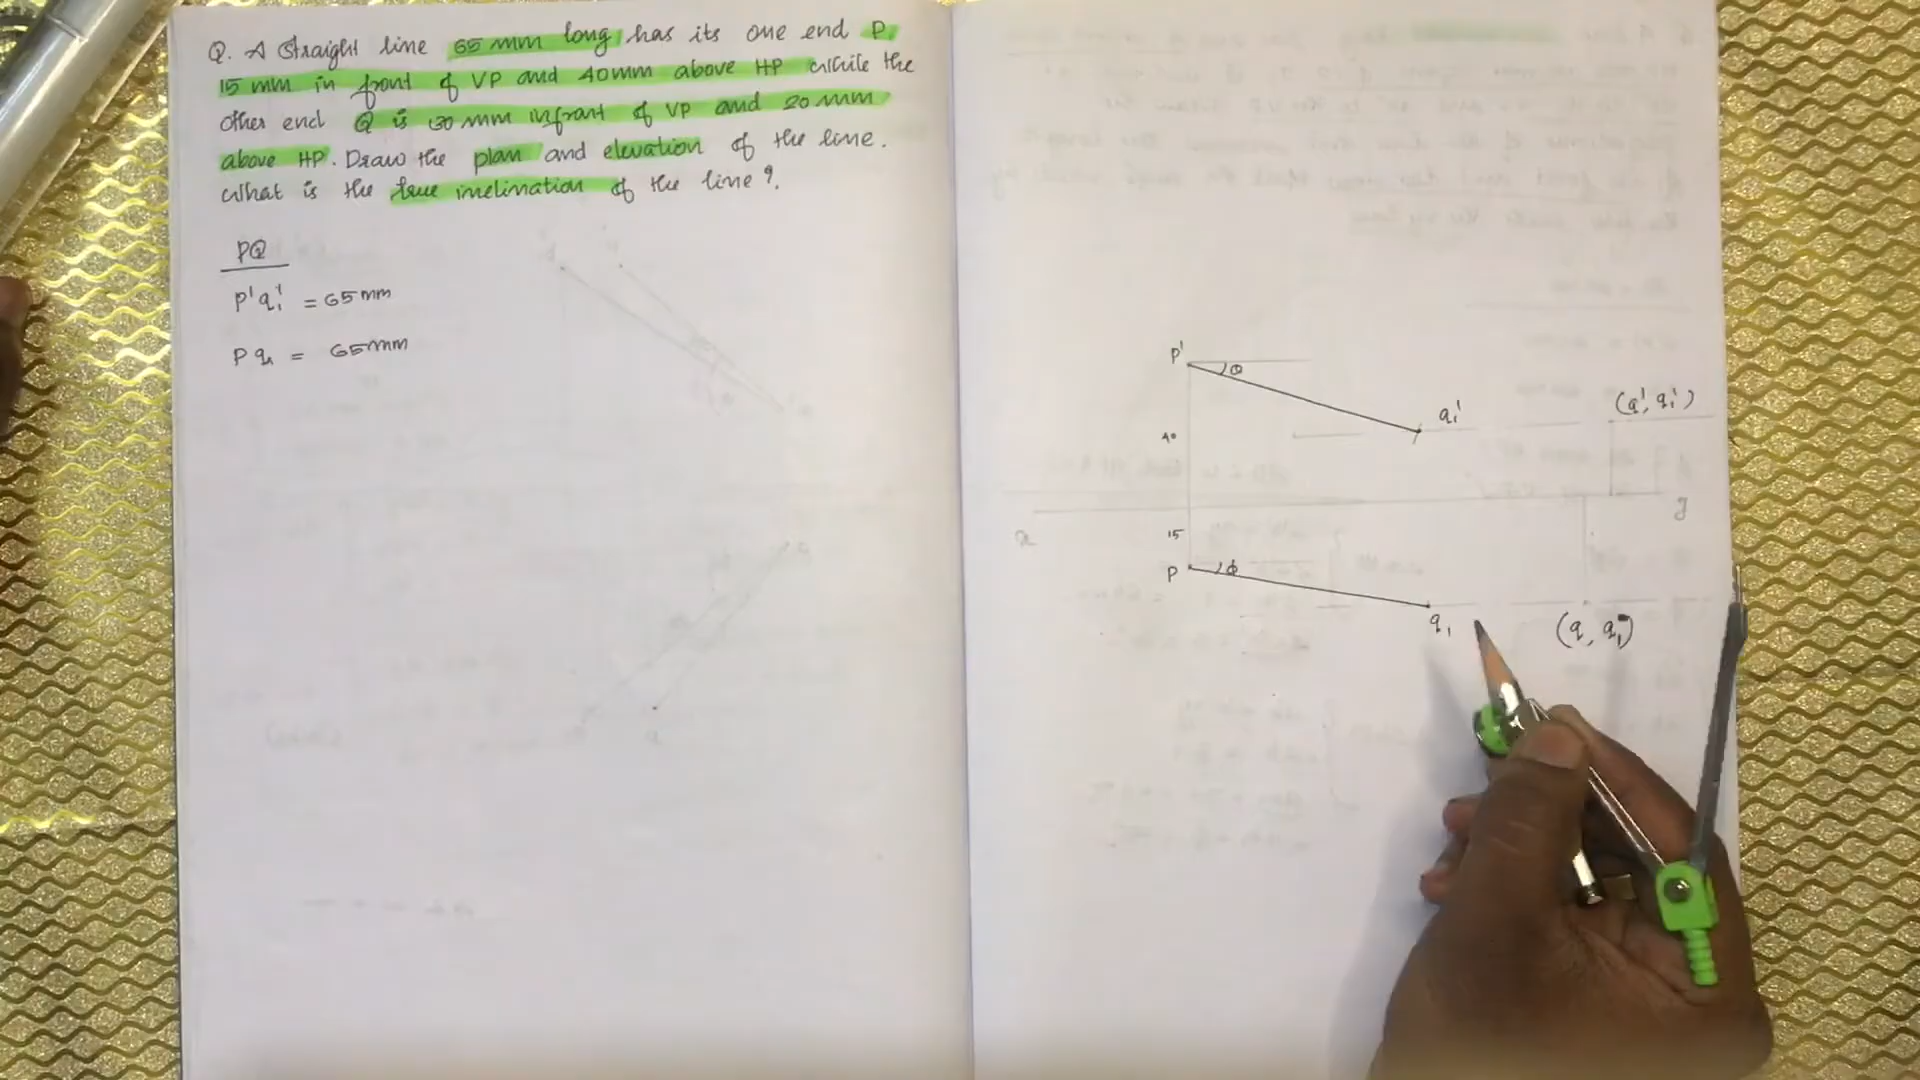 Q. A straight line 65 mm long, has its one end P,
15 mm in front of VP and 40mm above HP while the
other end Q is 30 mm infront of VP and 20 mm
above HP. Draw the plan and elevation of the line.
What is the true inclination of the line ?.
PQ
p' q₁' = 65 mm
p q₁ = 65mm
p'
θ
q₁'
(q', q₁')
40
x
y
15
p
φ
q₁
(q, q₁)